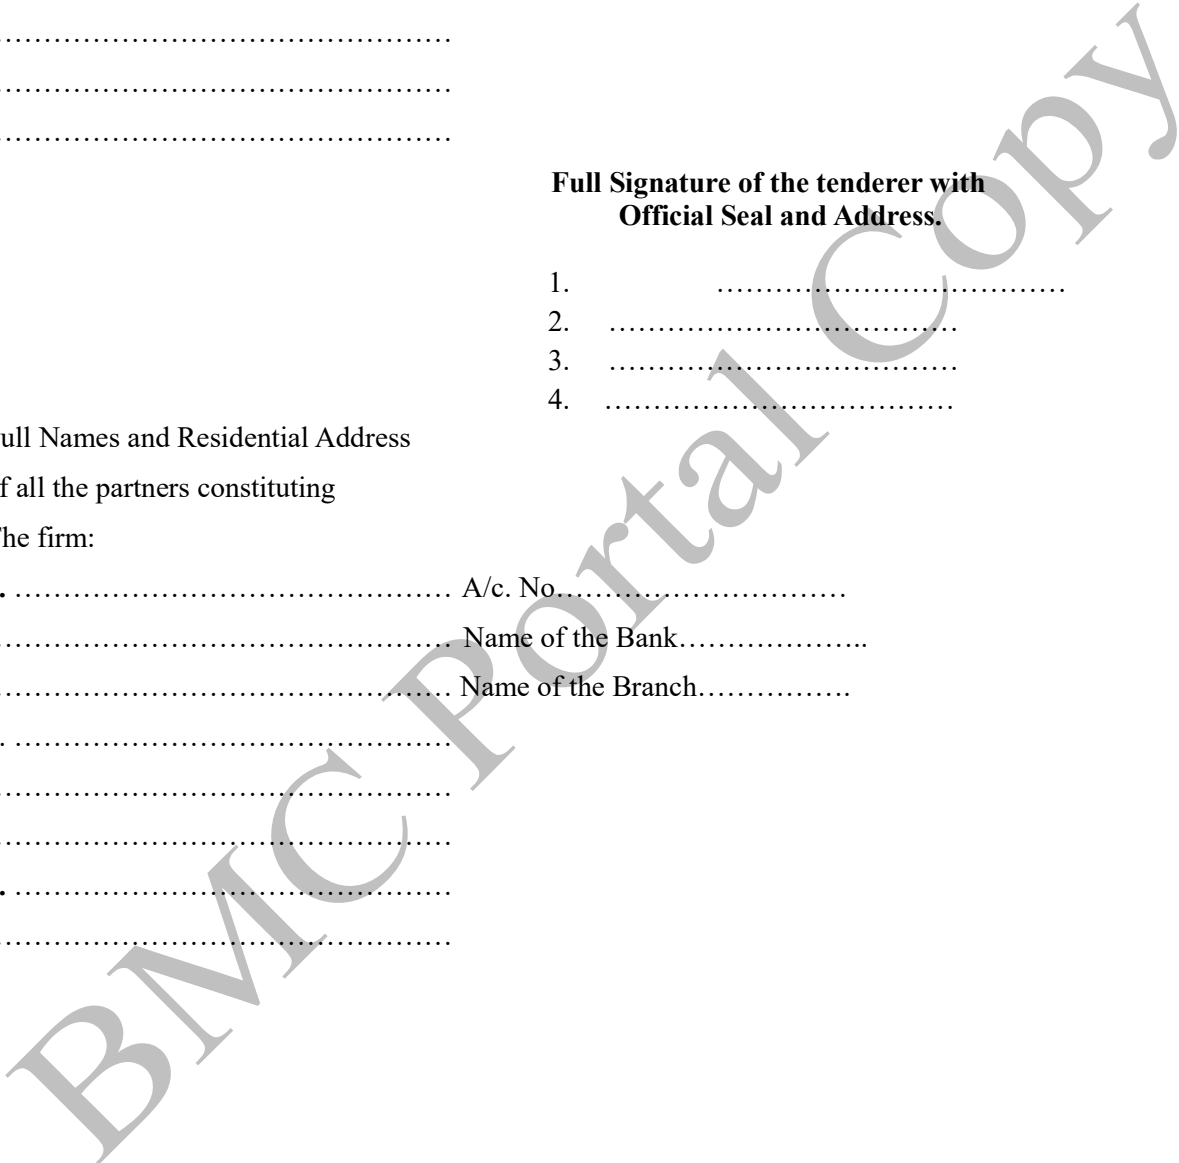 ……………………………………………
……………………………………………
……………………………………………
Full Signature of the tenderer with
Official Seal and Address.
1. ………………………………
2. ………………………………
3. ………………………………
4. ………………………………
ull Names and Residential Address
f all the partners constituting
he firm:
. ……………………………………… A/c. No…………………………
………………………………………… Name of the Bank………………..
………………………………………… Name of the Branch…………….
. ………………………………………
…………………………………………
…………………………………………
. ………………………………………
…………………………………………
BMC Portal Copy